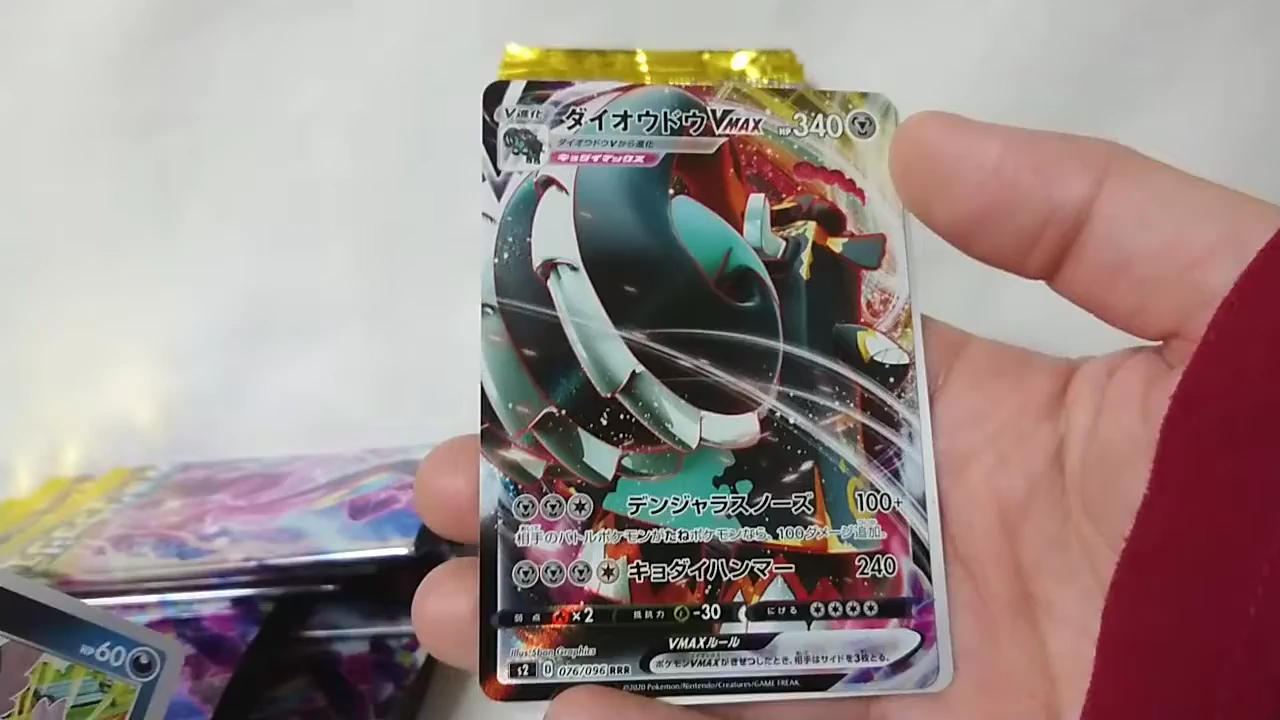 V進化
ダイオウドウVMAX HP340
ダイオウドウVから進化
キョダイマックス
デンジャラスノーズ 100+
相手のバトルポケモンがたねポケモンなら、100ダメージ追加。
キョダイハンマー 240
弱点 ×2 抵抗力 -30 にげる
VMAXルール
ポケモンVMAXがきぜつしたとき、相手はサイドを3枚とる。
Illus. 5ban Graphics
s2 D 076/096 RRR
©2020 Pokémon/Nintendo/Creatures/GAME FREAK.
HP60